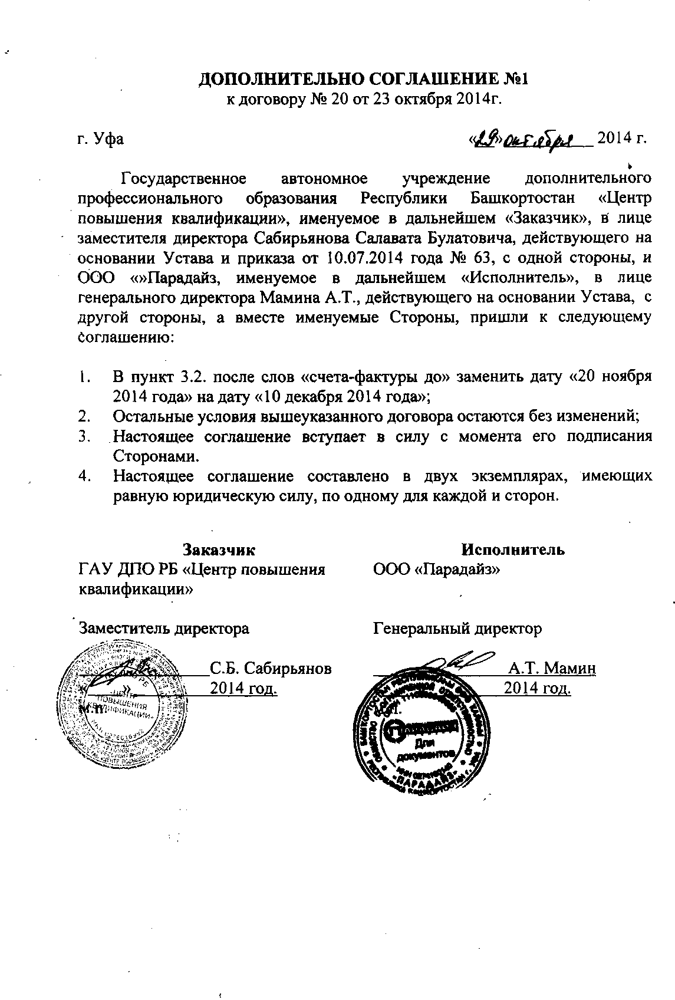 ДОПОЛНИТЕЛЬНО СОГЛАШЕНИЕ №1
к договору № 20 от 23 октября 2014г.
г. Уфа «29» октября 2014 г.
Государственное автономное учреждение дополнительного
профессионального образования Республики Башкортостан «Центр
повышения квалификации», именуемое в дальнейшем «Заказчик», в лице
заместителя директора Сабирьянова Салавата Булатовича, действующего на
основании Устава и приказа от 10.07.2014 года № 63, с одной стороны, и
ООО «»Парадайз, именуемое в дальнейшем «Исполнитель», в лице
генерального директора Мамина А.Т., действующего на основании Устава, с
другой стороны, а вместе именуемые Стороны, пришли к следующему
соглашению:
1. В пункт 3.2. после слов «счета-фактуры до» заменить дату «20 ноября
2014 года» на дату «10 декабря 2014 года»;
2. Остальные условия вышеуказанного договора остаются без изменений;
3. Настоящее соглашение вступает в силу с момента его подписания
Сторонами.
4. Настоящее соглашение составлено в двух экземплярах, имеющих
равную юридическую силу, по одному для каждой и сторон.
Заказчик Исполнитель
ГАУ ДПО РБ «Центр повышения ООО «Парадайз»
квалификации»
Заместитель директора Генеральный директор
С.Б. Сабирьянов А.Т. Мамин
« » 2014 год. 2014 год.
М.П.
«ЦЕНТР
ПОВЫШЕНИЯ
КВАЛИФИКАЦИИ»
Для
документов
«ПАРАДАЙЗ»